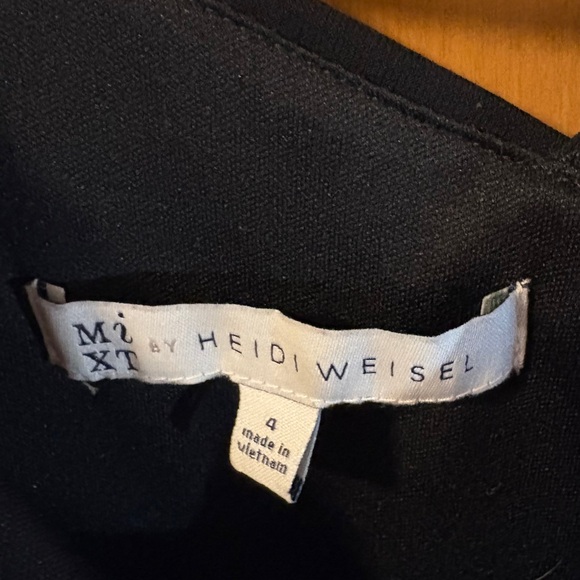 Mi
XT BY HEIDI WEISEL
4
made in
vietnam